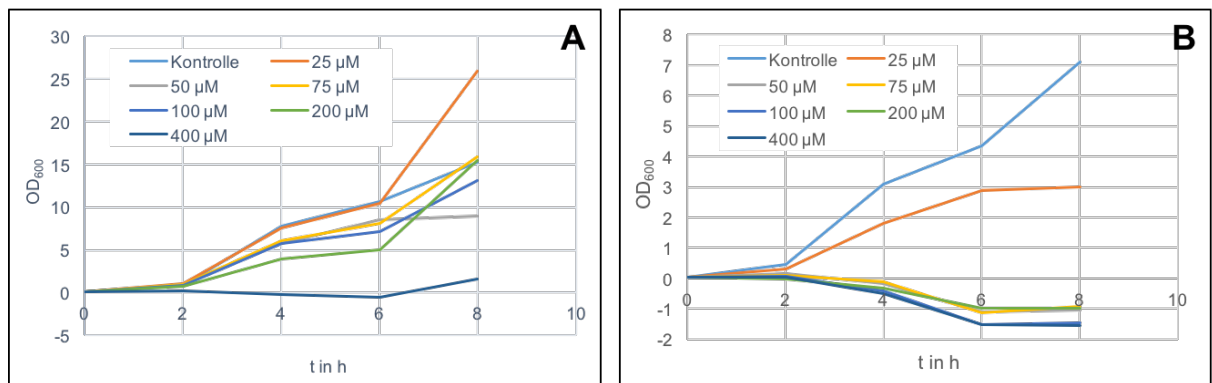 A
30
25
20
15
10
5
0
-5
OD600
Kontrolle 25 µM
50 µM 75 µM
100 µM 200 µM
400 µM
0 2 4 6 8 10
t in h
B
8
7
6
5
4
3
2
1
0
-1
-2
OD600
Kontrolle 25 µM
50 µM 75 µM
100 µM 200 µM
400 µM
0 2 4 6 8 10
t in h